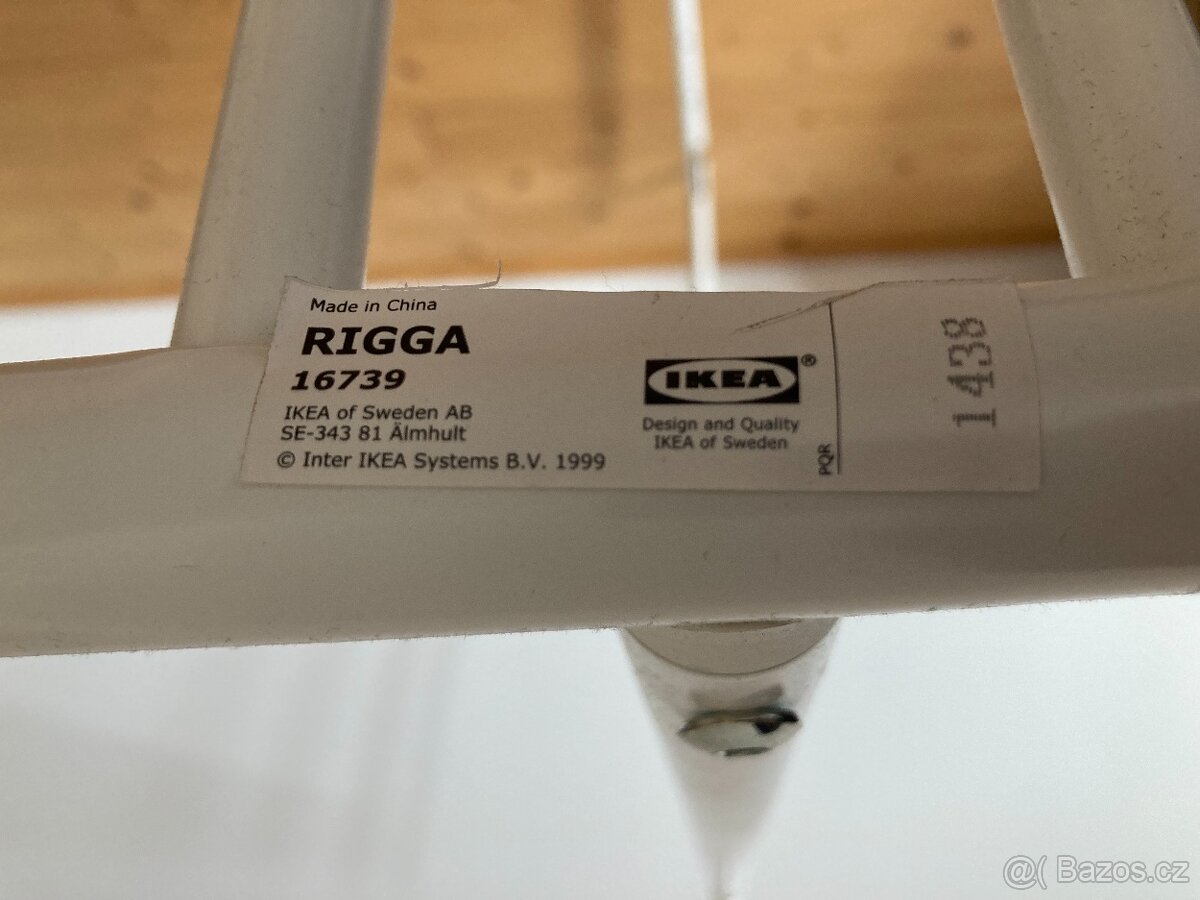 Made in China
RIGGA
16739
IKEA of Sweden AB
SE-343 81 Älmhult
© Inter IKEA Systems B.V. 1999
IKEA®
Design and Quality
IKEA of Sweden
PQR
1438
@( Bazos.cz